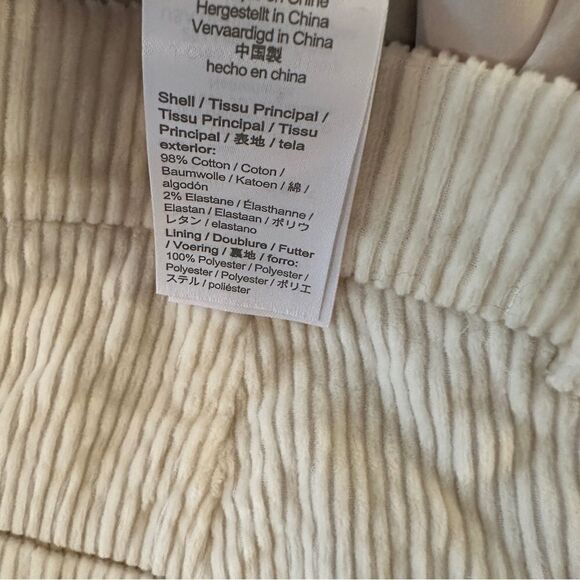 en Chine
Hergestellt in China
Vervaardigd in China
中国製
hecho en china
Shell / Tissu Principal /
Tissu Principal / Tissu
Principal / 表地 / tela
exterior:
98% Cotton / Coton /
Baumwolle / Katoen / 綿 /
algodón
2% Elastane / Élasthanne /
Elastan / Elastaan / ポリウ
レタン / elastano
Lining / Doublure / Futter
/ Voering / 裏地 / forro:
100% Polyester / Polyester /
Polyester / Polyester / ポリエ
ステル / poliéster